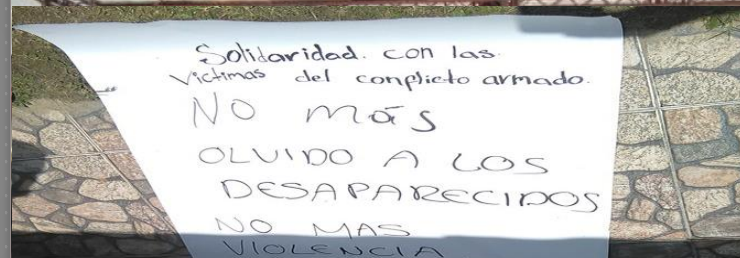 Solidaridad. con las
victimas del conflicto armado.
NO más
OLVIDO A LOS
DESAPARECIDOS
NO MAS
VIOLENCIA